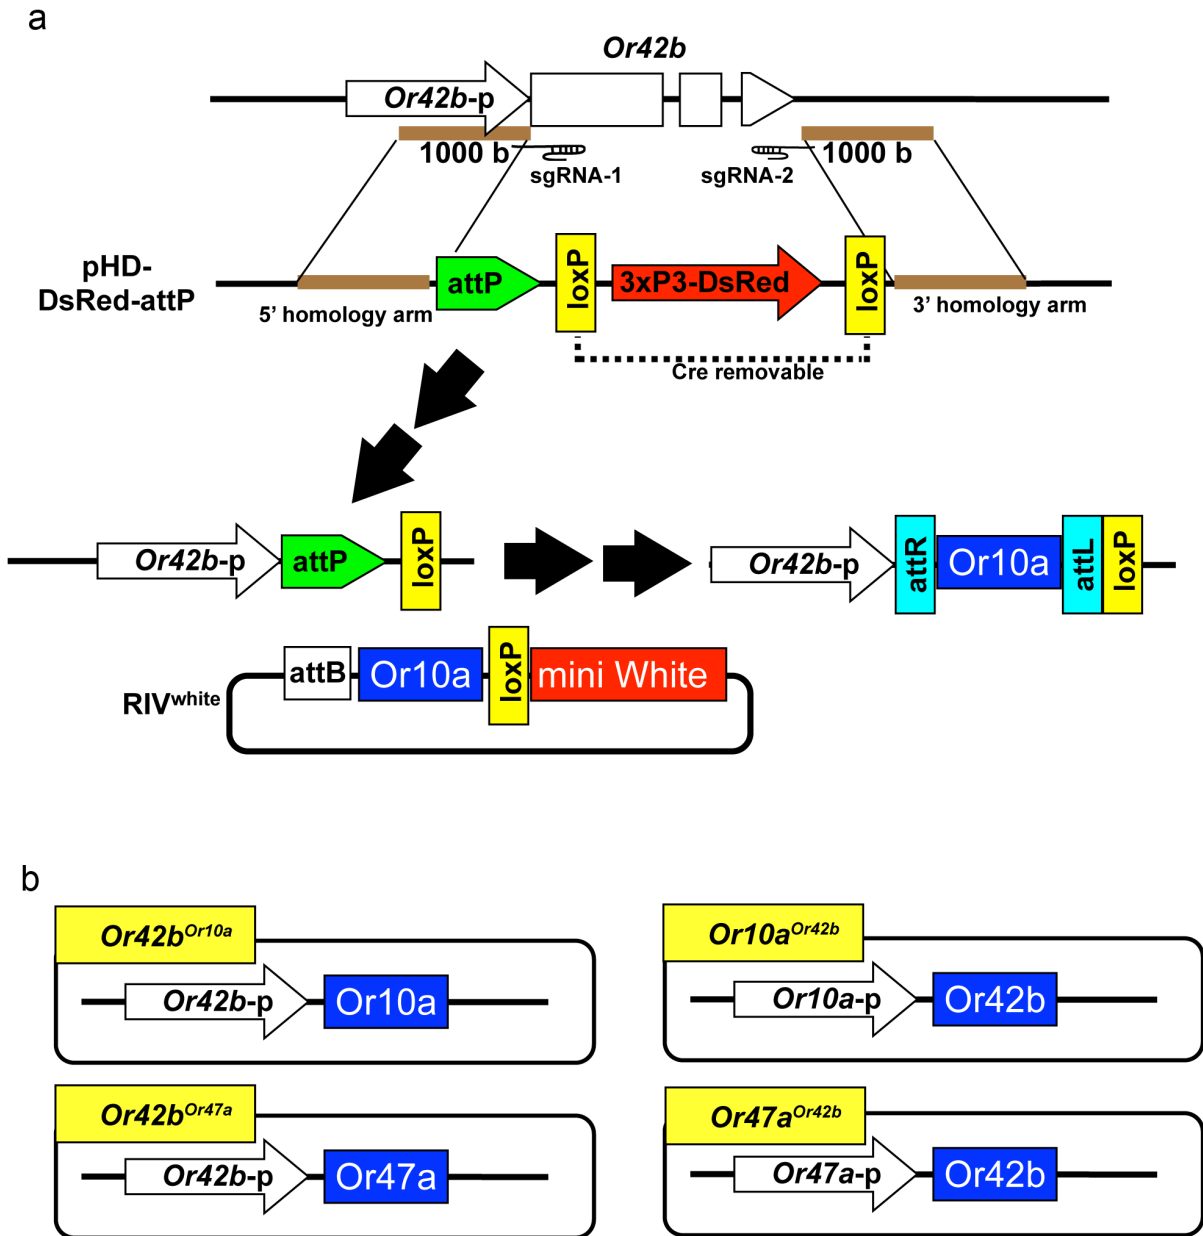 a
Or42b
Or42b-p
1000 b
1000 b
sgRNA-1
sgRNA-2
pHD-
DsRed-attP
attP
loxP
3xP3-DsRed
loxP
5’ homology arm
3’ homology arm
Cre removable
Or42b-p
attP
loxP
Or42b-p
attR
Or10a
attL
loxP
attB
Or10a
loxP
mini White
RIVwhite
b
Or42bOr10a
Or42b-p
Or10a
Or10aOr42b
Or10a-p
Or42b
Or42bOr47a
Or42b-p
Or47a
Or47aOr42b
Or47a-p
Or42b